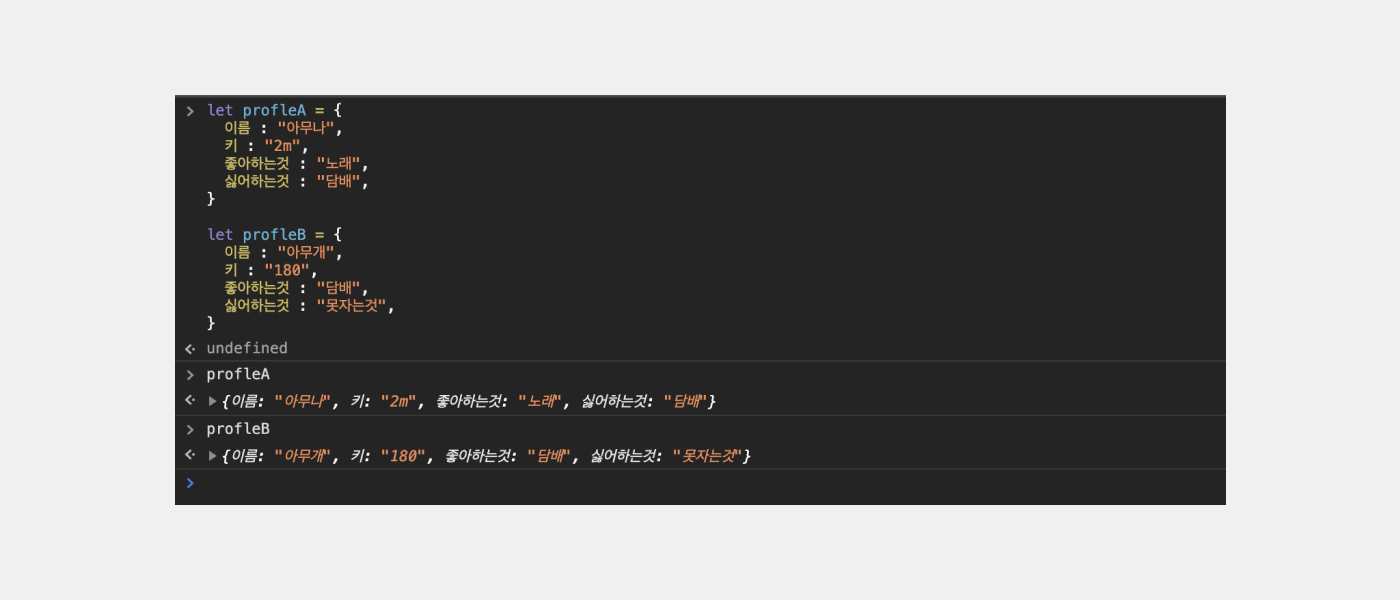 let profleA = {
이름 : "아무나",
키 : "2m",
좋아하는것 : "노래",
싫어하는것 : "담배",
}
let profleB = {
이름 : "아무개",
키 : "180",
좋아하는것 : "담배",
싫어하는것 : "못자는것",
}
undefined
profleA
{이름: "아무나", 키: "2m", 좋아하는것: "노래", 싫어하는것: "담배"}
profleB
{이름: "아무개", 키: "180", 좋아하는것: "담배", 싫어하는것: "못자는것"}